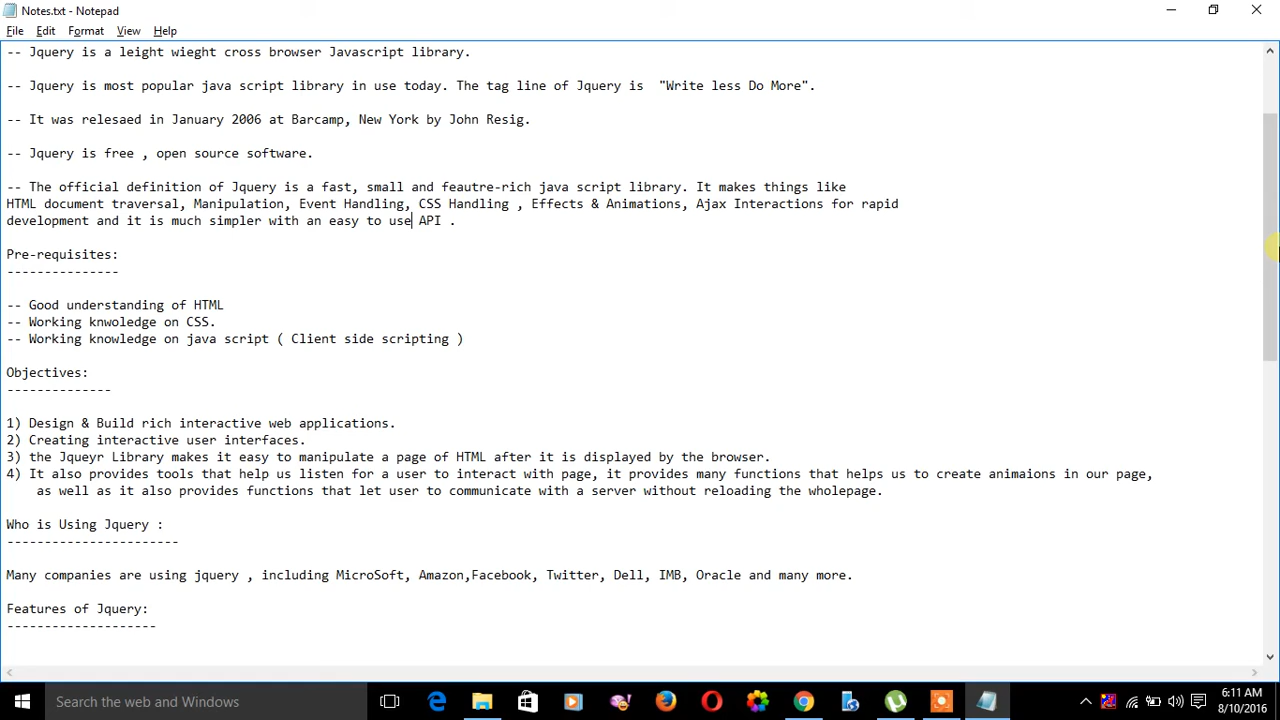 Notes.txt - Notepad
File Edit Format View Help
-- Jquery is a leight wieght cross browser Javascript library.
-- Jquery is most popular java script library in use today. The tag line of Jquery is  "Write less Do More".
-- It was relesaed in January 2006 at Barcamp, New York by John Resig.
-- Jquery is free , open source software.
-- The official definition of Jquery is a fast, small and feautre-rich java script library. It makes things like
HTML document traversal, Manipulation, Event Handling, CSS Handling , Effects & Animations, Ajax Interactions for rapid
development and it is much simpler with an easy to use API .
Pre-requisites:
---------------
-- Good understanding of HTML
-- Working knwoledge on CSS.
-- Working knowledge on java script ( Client side scripting )
Objectives:
--------------
1) Design & Build rich interactive web applications.
2) Creating interactive user interfaces.
3) the Jqueyr Library makes it easy to manipulate a page of HTML after it is displayed by the browser.
4) It also provides tools that help us listen for a user to interact with page, it provides many functions that helps us to create animaions in our page,
as well as it also provides functions that let user to communicate with a server without reloading the wholepage.
Who is Using Jquery :
-----------------------
Many companies are using jquery , including MicroSoft, Amazon,Facebook, Twitter, Dell, IMB, Oracle and many more.
Features of Jquery:
--------------------
Search the web and Windows
6:11 AM
8/10/2016